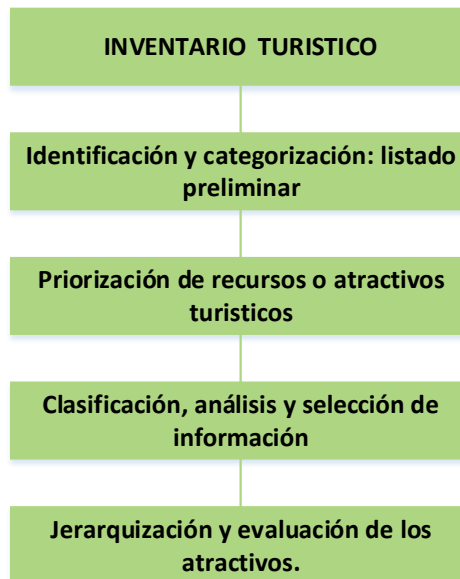 INVENTARIO TURISTICO
Identificación y categorización: listado
preliminar
Priorización de recursos o atractivos
turisticos
Clasificación, análisis y selección de
información
Jerarquización y evaluación de los
atractivos.